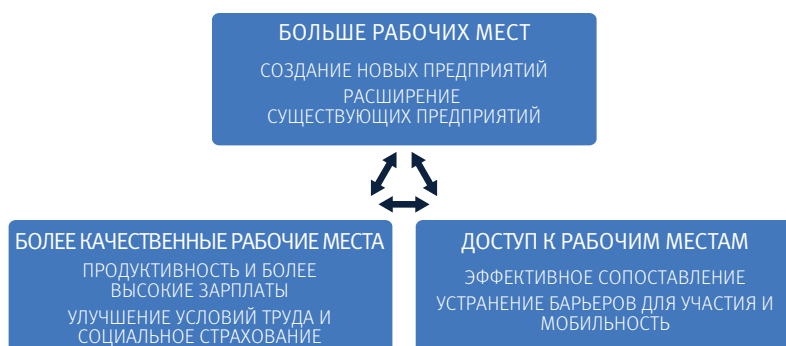 БОЛЬШЕ РАБОЧИХ МЕСТ
СОЗДАНИЕ НОВЫХ ПРЕДПРИЯТИЙ
РАСШИРЕНИЕ
СУЩЕСТВУЮЩИХ ПРЕДПРИЯТИЙ
БОЛЕЕ КАЧЕСТВЕННЫЕ РАБОЧИЕ МЕСТА
ПРОДУКТИВНОСТЬ И БОЛЕЕ
ВЫСОКИЕ ЗАРПЛАТЫ
УЛУЧШЕНИЕ УСЛОВИЙ ТРУДА И
СОЦИАЛЬНОЕ СТРАХОВАНИЕ
ДОСТУП К РАБОЧИМ МЕСТАМ
ЭФФЕКТИВНОЕ СОПОСТАВЛЕНИЕ
УСТРАНЕНИЕ БАРЬЕРОВ ДЛЯ УЧАСТИЯ И
МОБИЛЬНОСТЬ